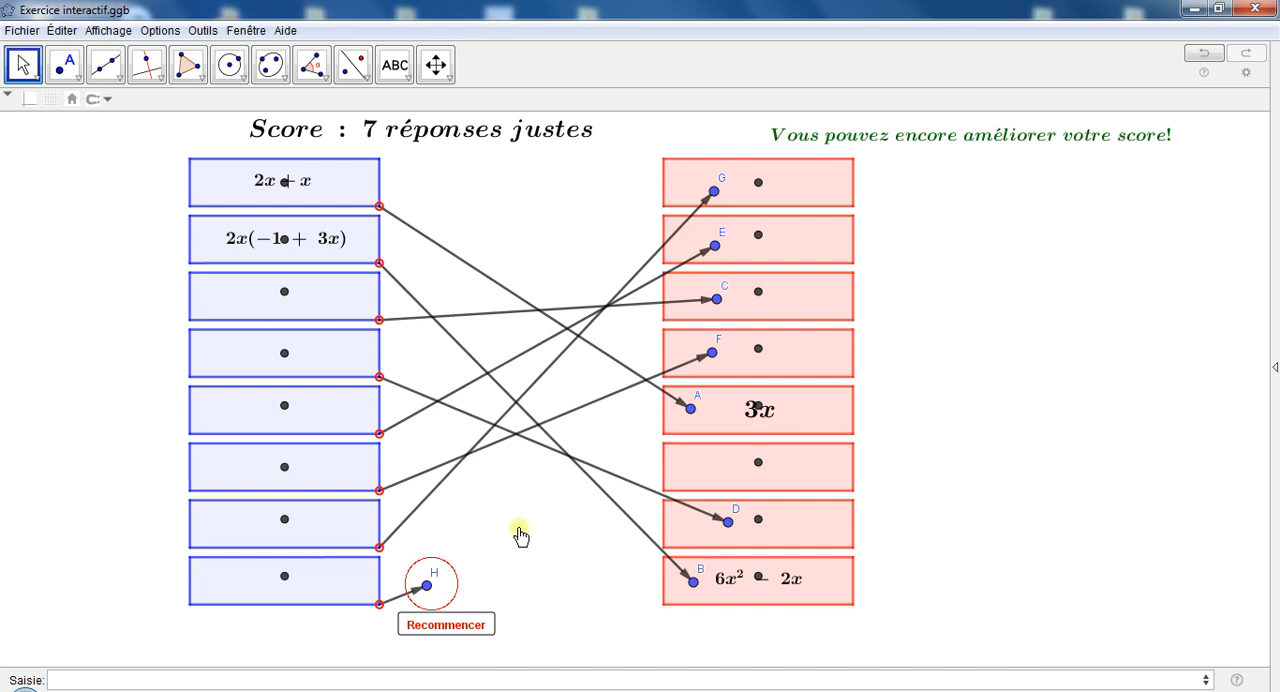 Exercice interactif.ggb
Fichier Éditer Affichage Options Outils Fenêtre Aide
A ABC
Score : 7 réponses justes
Vous pouvez encore améliorer votre score!
2x + x
G
2x(−1 + 3x)
E
C
F
A 3x
D
H
B 6x² − 2x
Recommencer
Saisie: